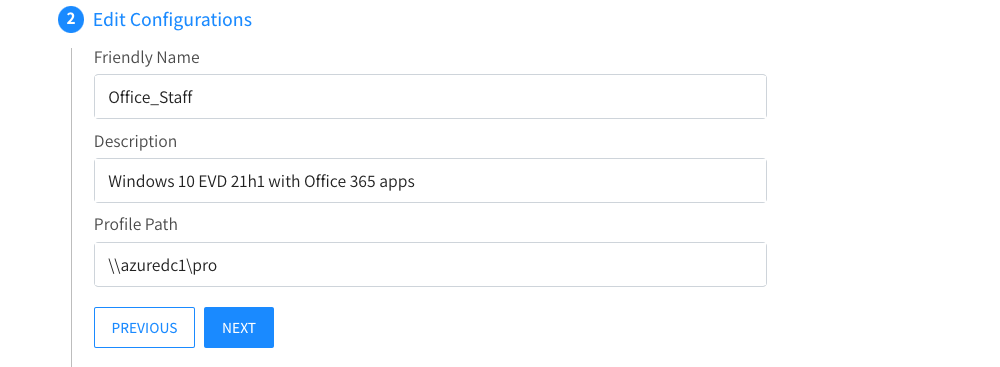 2 Edit Configurations
Friendly Name
Office_Staff
Description
Windows 10 EVD 21h1 with Office 365 apps
Profile Path
\\azuredc1\pro
PREVIOUS NEXT